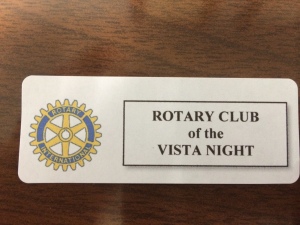 ROTARY
INTERNATIONAL
ROTARY CLUB
of the
VISTA NIGHT